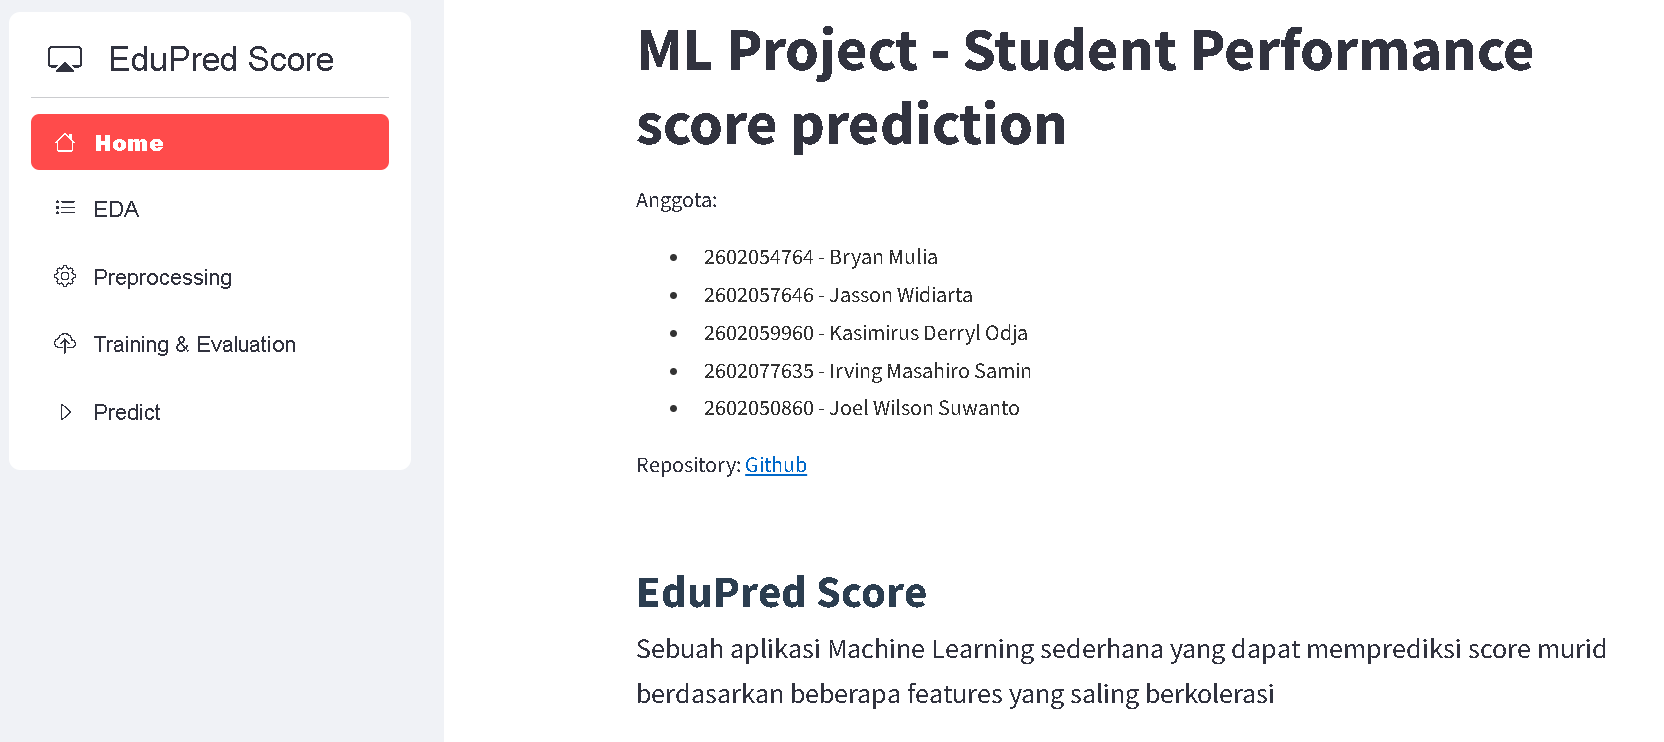 EduPred Score
Home
EDA
Preprocessing
Training & Evaluation
Predict
ML Project - Student Performance
score prediction
Anggota:
2602054764 - Bryan Mulia
2602057646 - Jasson Widiarta
2602059960 - Kasimirus Derryl Odja
2602077635 - Irving Masahiro Samin
2602050860 - Joel Wilson Suwanto
Repository: Github
EduPred Score
Sebuah aplikasi Machine Learning sederhana yang dapat memprediksi score murid
berdasarkan beberapa features yang saling berkolerasi